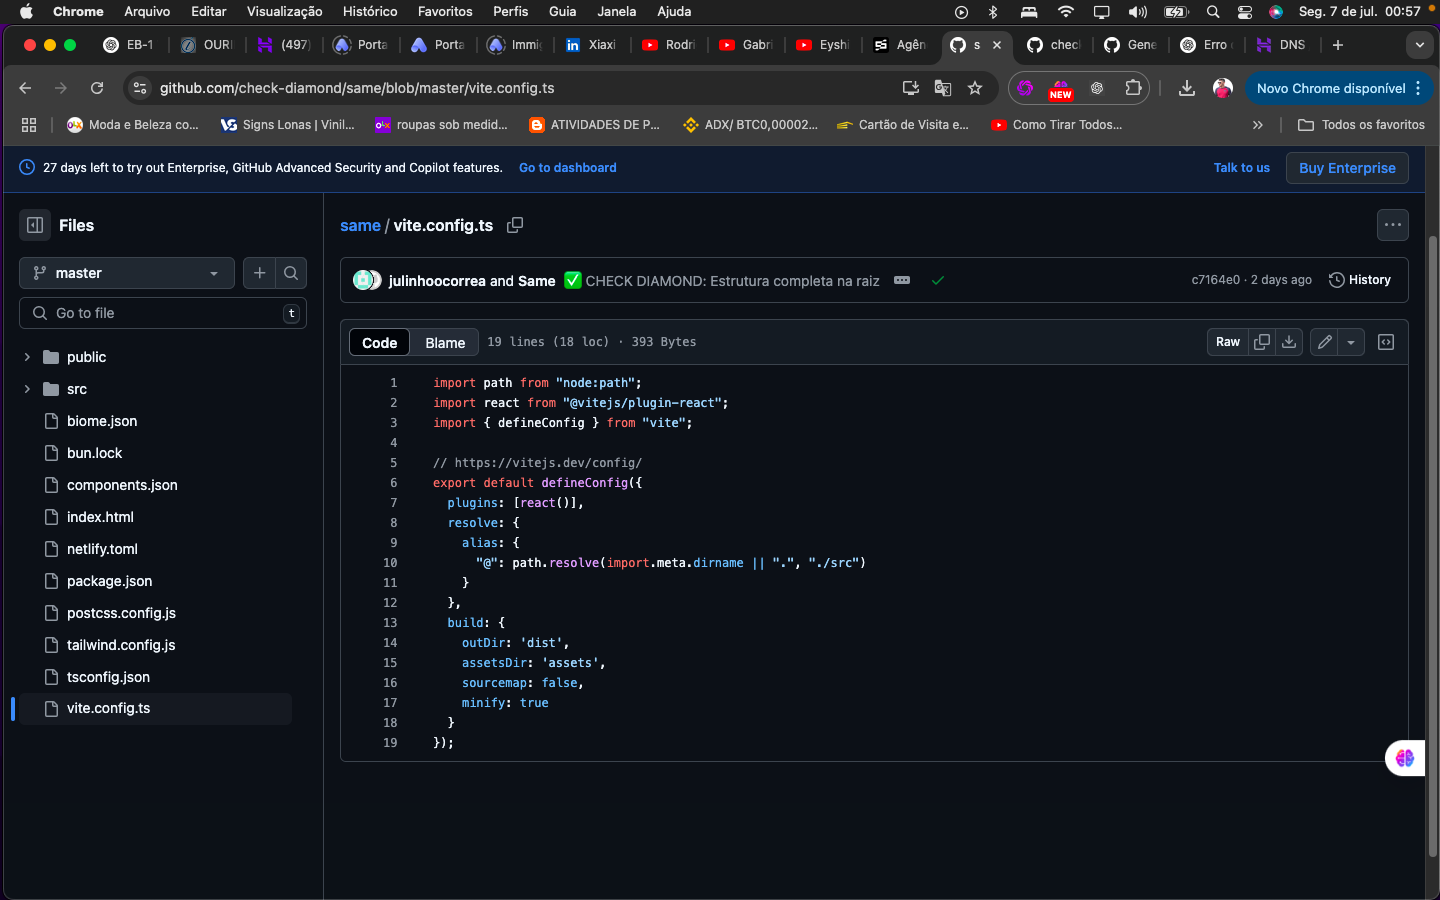 Chrome Arquivo Editar Visualização Histórico Favoritos Perfis Guia Janela Ajuda Seg. 7 de jul. 00:57
EB-1 OURI (497) Porta Porta Immi Xiaxi Rodri Gabri Eyshi Agên s chec Gene Erro DNS
github.com/check-diamond/same/blob/master/vite.config.ts NEW Novo Chrome disponível
Moda e Beleza co... Signs Lonas | Vinil... roupas sob medid... ATIVIDADES DE P... ADX/ BTC0,00002... Cartão de Visita e... Como Tirar Todos... » Todos os favoritos
27 days left to try out Enterprise, GitHub Advanced Security and Copilot features. Go to dashboard Talk to us Buy Enterprise
Files
master
Go to file t
public
src
biome.json
bun.lock
components.json
index.html
netlify.toml
package.json
postcss.config.js
tailwind.config.js
tsconfig.json
vite.config.ts
same / vite.config.ts
julinhoocorrea and Same ✅ CHECK DIAMOND: Estrutura completa na raiz c7164e0 · 2 days ago History
Code Blame 19 lines (18 loc) · 393 Bytes Raw
1 import path from "node:path";
2 import react from "@vitejs/plugin-react";
3 import { defineConfig } from "vite";
4
5 // https://vitejs.dev/config/
6 export default defineConfig({
7 plugins: [react()],
8 resolve: {
9 alias: {
10 "@": path.resolve(import.meta.dirname || ".", "./src")
11 }
12 },
13 build: {
14 outDir: 'dist',
15 assetsDir: 'assets',
16 sourcemap: false,
17 minify: true
18 }
19 });